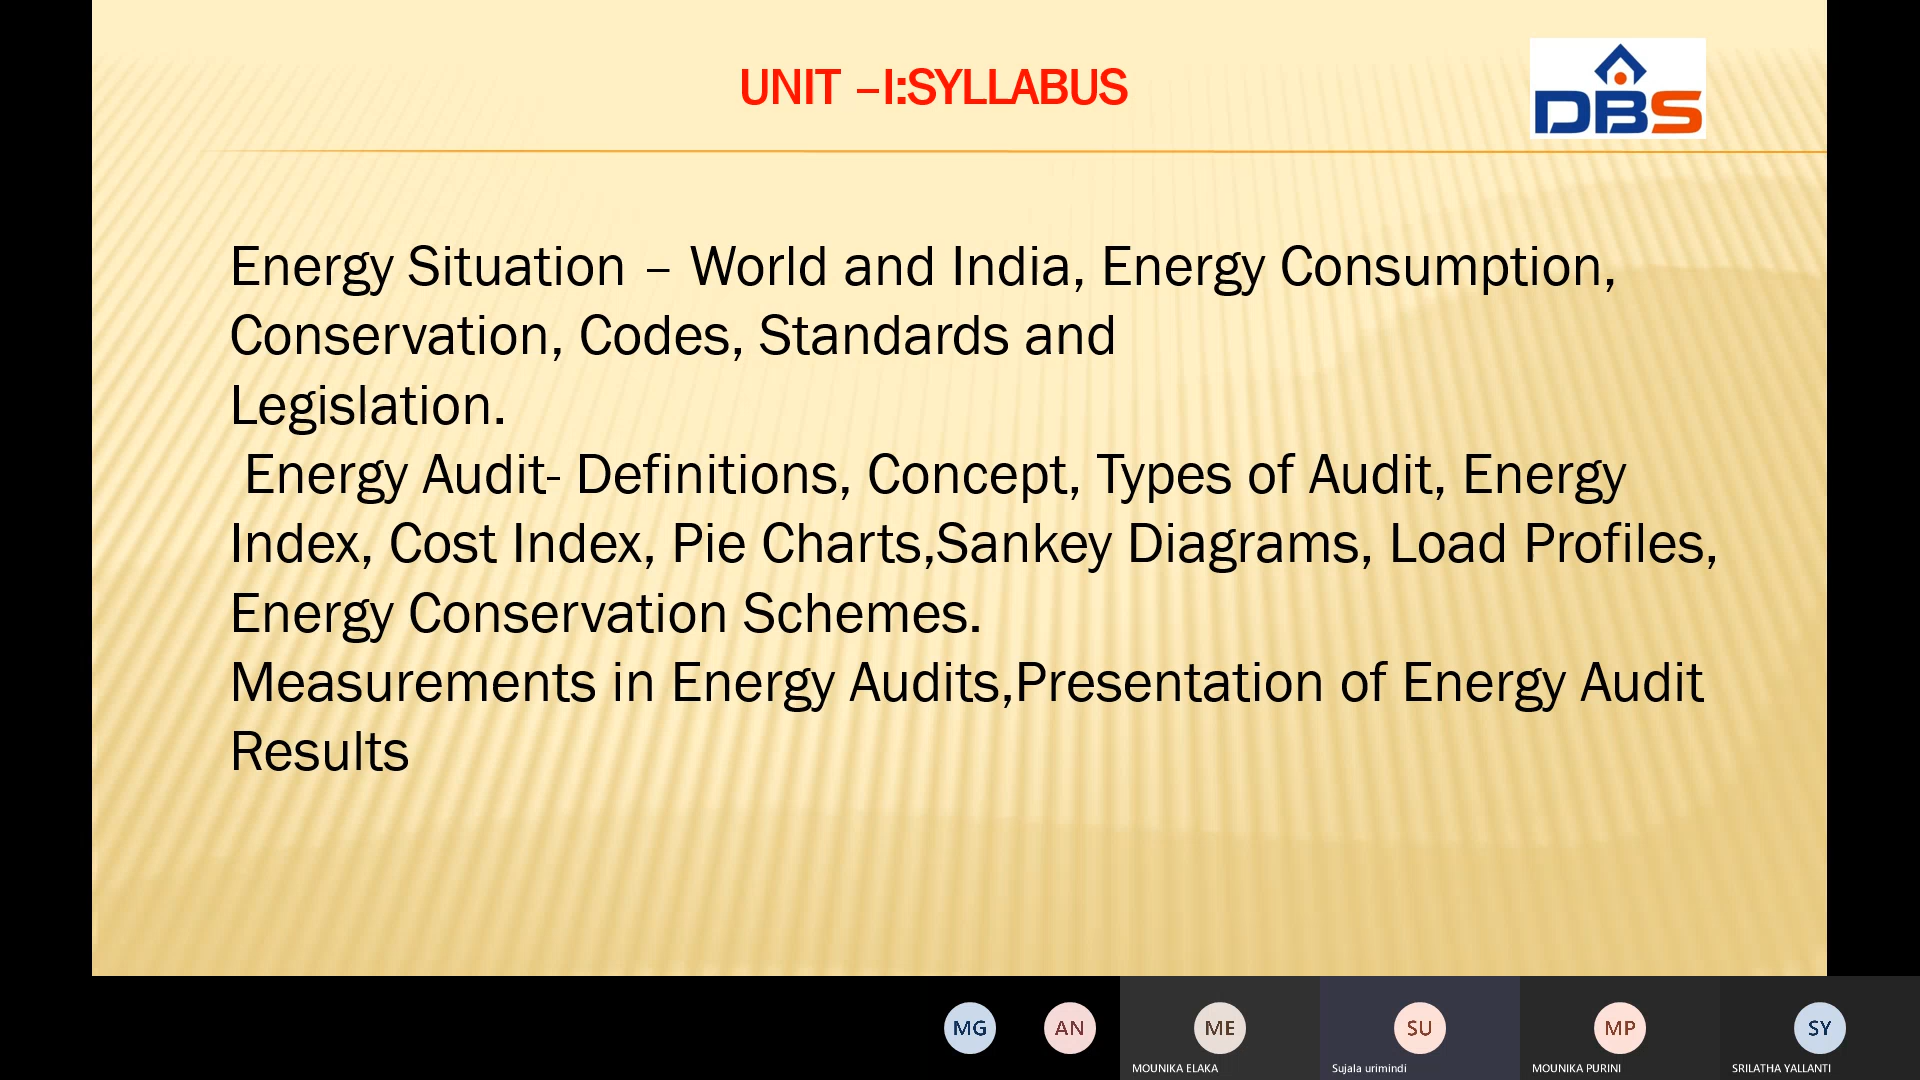 UNIT –I:SYLLABUS
DBS
Energy Situation – World and India, Energy Consumption,
Conservation, Codes, Standards and
Legislation.
Energy Audit- Definitions, Concept, Types of Audit, Energy
Index, Cost Index, Pie Charts,Sankey Diagrams, Load Profiles,
Energy Conservation Schemes.
Measurements in Energy Audits,Presentation of Energy Audit
Results
MG
AN
ME
SU
MP
SY
MOUNIKA ELAKA
Sujala urimindi
MOUNIKA PURINI
SRILATHA YALLANTI